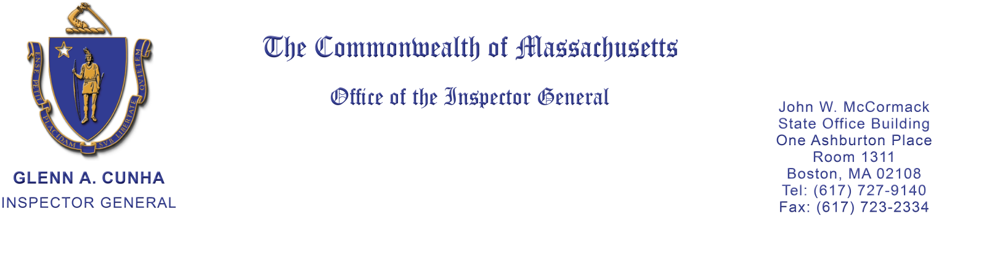 ENSE PETIT PLACIDAM SVB LIBERTATE QVIETEM
GLENN A. CUNHA
INSPECTOR GENERAL
The Commonwealth of Massachusetts
Office of the Inspector General
John W. McCormack
State Office Building
One Ashburton Place
Room 1311
Boston, MA 02108
Tel: (617) 727-9140
Fax: (617) 723-2334